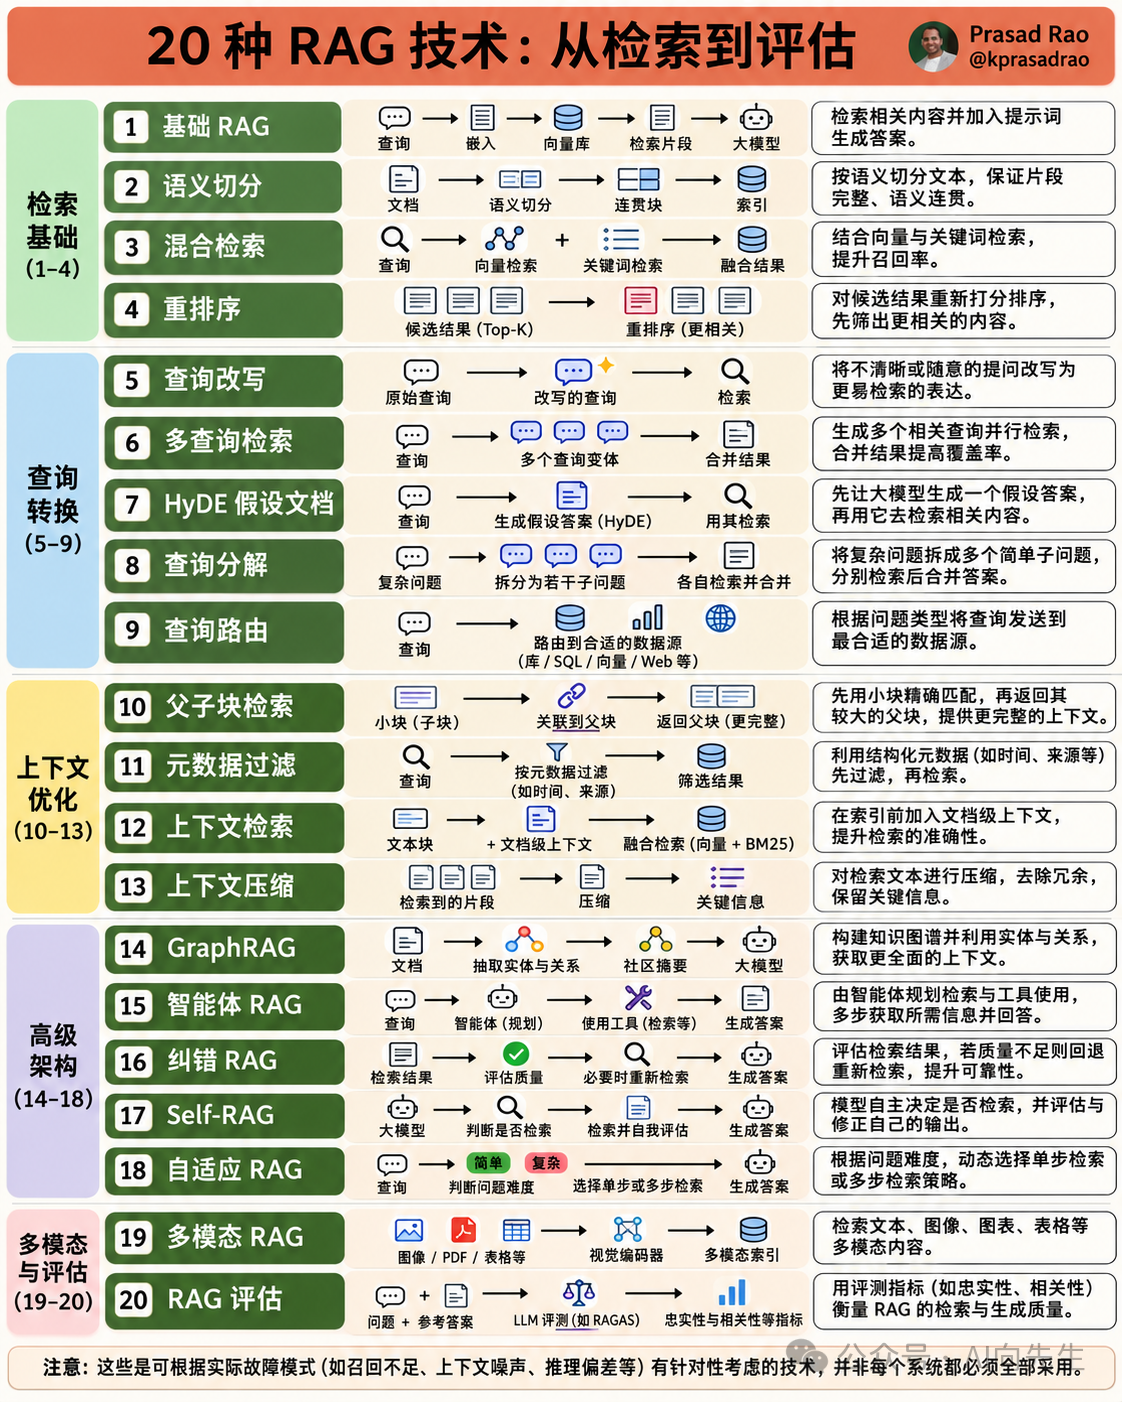 20 种 RAG 技术：从检索到评估
Prasad Rao
@kprasadrao
检索
基础
(1-4)
1 基础 RAG
查询
嵌入
向量库
检索片段
大模型
检索相关内容并加入提示词
生成答案。
2 语义切分
文档
语义切分
连贯块
索引
按语义切分文本，保证片段
完整、语义连贯。
3 混合检索
查询
向量检索
+
关键词检索
融合结果
结合向量与关键词检索，
提升召回率。
4 重排序
候选结果 (Top-K)
重排序 (更相关)
对候选结果重新打分排序，
先筛出更相关的内容。
查询
转换
(5-9)
5 查询改写
原始查询
改写的查询
检索
将不清晰或随意的提问改写为
更易检索的表达。
6 多查询检索
查询
多个查询变体
合并结果
生成多个相关查询并行检索，
合并结果提高覆盖率。
7 HyDE 假设文档
查询
生成假设答案 (HyDE)
用其检索
先让大模型生成一个假设答案，
再用它去检索相关内容。
8 查询分解
复杂问题
拆分为若干子问题
各自检索并合并
将复杂问题拆成多个简单子问题，
分别检索后合并答案。
9 查询路由
查询
路由到合适的数据源
(库 / SQL / 向量 / Web 等)
根据问题类型将查询发送到
最合适的数据源。
上下文
优化
(10-13)
10 父子块检索
小块 (子块)
关联到父块
返回父块 (更完整)
先用小块精确匹配，再返回其
较大的父块，提供更完整的上下文。
11 元数据过滤
查询
按元数据过滤
(如时间、来源)
筛选结果
利用结构化元数据 (如时间、来源等)
先过滤，再检索。
12 上下文检索
文本块
+ 文档级上下文
融合检索 (向量 + BM25)
在索引前加入文档级上下文，
提升检索的准确性。
13 上下文压缩
检索到的片段
压缩
关键信息
对检索文本进行压缩，去除冗余，
保留关键信息。
高级
架构
(14-18)
14 GraphRAG
文档
抽取实体与关系
社区摘要
大模型
构建知识图谱并利用实体与关系，
获取更全面的上下文。
15 智能体 RAG
查询
智能体 (规划)
使用工具 (检索等)
生成答案
由智能体规划检索与工具使用，
多步获取所需信息并回答。
16 纠错 RAG
检索结果
评估质量
必要时重新检索
生成答案
评估检索结果，若质量不足则回退
重新检索，提升可靠性。
17 Self-RAG
大模型
判断是否检索
检索并自我评估
生成答案
模型自主决定是否检索，并评估与
修正自己的输出。
18 自适应 RAG
查询
简单
复杂
判断问题难度
选择单步或多步检索
生成答案
根据问题难度，动态选择单步检索
或多步检索策略。
多模态
与评估
(19-20)
19 多模态 RAG
图像 / PDF / 表格等
视觉编码器
多模态索引
检索文本、图像、图表、表格等
多模态内容。
20 RAG 评估
+
问题 + 参考答案
LLM 评测 (如 RAGAS)
忠实性与相关性等指标
用评测指标 (如忠实性、相关性)
衡量 RAG 的检索与生成质量。
注意：这些是可根据实际故障模式 (如召回不足、上下文噪声、推理偏差等) 有针对性考虑的技术，并非每个系统都必须全部采用。
公众号：AI向先生